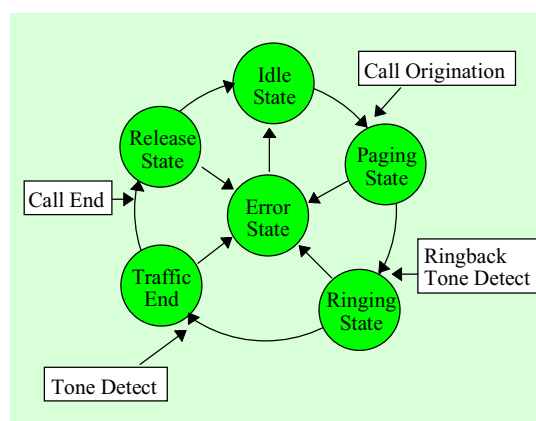 Idle
State
Call Origination
Release
State
Paging
State
Call End
Error
State
Ringback
Tone Detect
Traffic
End
Ringing
State
Tone Detect